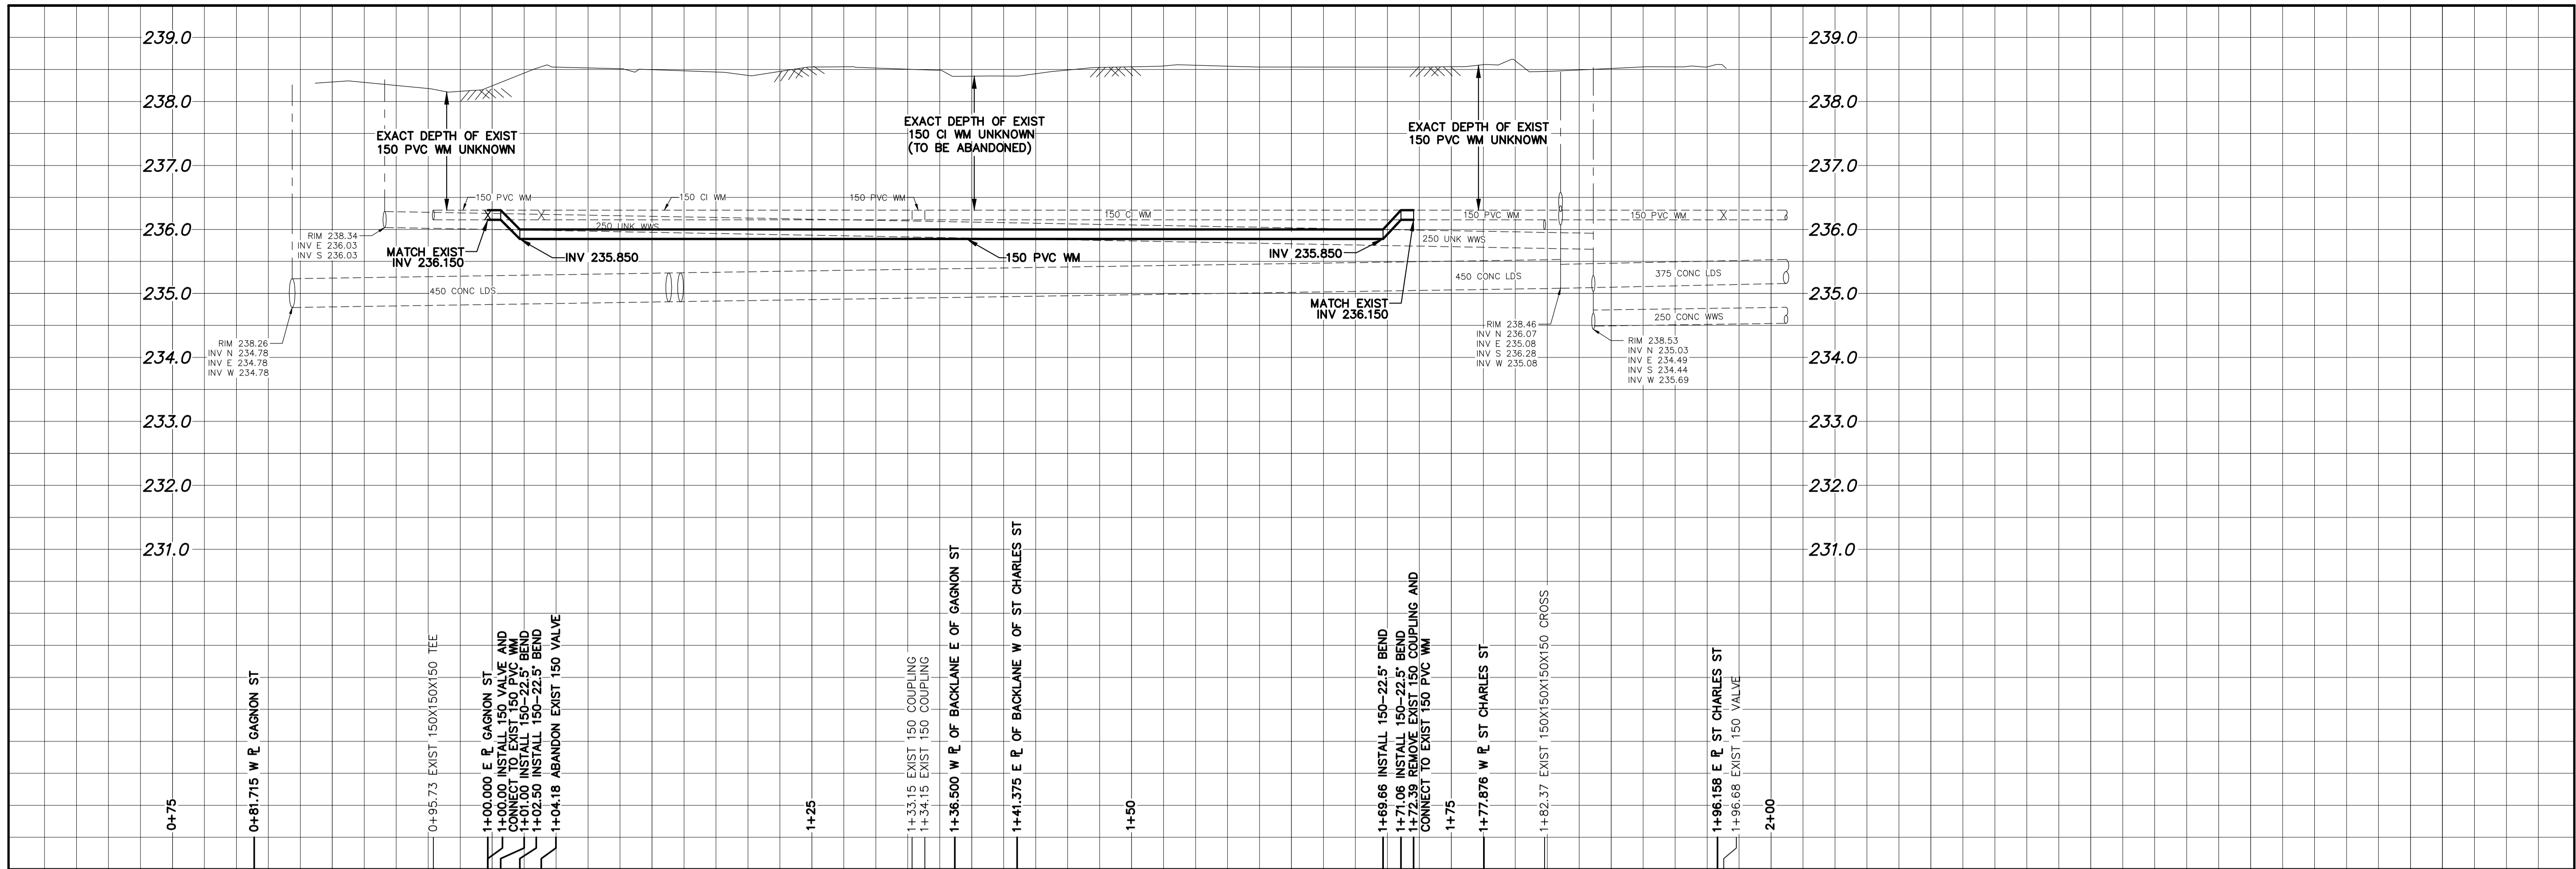 239.0
239.0
238.0
238.0
EXACT DEPTH OF EXIST
150 PVC WM UNKNOWN
EXACT DEPTH OF EXIST
150 CI WM UNKNOWN
(TO BE ABANDONED)
EXACT DEPTH OF EXIST
150 PVC WM UNKNOWN
237.0
237.0
150 PVC WM
150 CI WM
150 PVC WM
150 CI WM
150 PVC WM
150 PVC WM
236.0
236.0
RIM 238.34
INV E 236.03
INV S 236.03
MATCH EXIST
INV 236.150
250 UNK WWS
INV 235.850
150 PVC WM
INV 235.850
250 UNK WWS
235.0
235.0
450 CONC LDS
450 CONC LDS
375 CONC LDS
MATCH EXIST
INV 236.150
250 CONC WWS
RIM 238.26
INV N 234.78
INV E 234.78
INV W 234.78
RIM 238.46
INV N 236.07
INV E 235.08
INV S 236.28
INV W 235.08
RIM 238.53
INV N 235.03
INV E 234.49
INV S 234.44
INV W 235.69
234.0
234.0
233.0
233.0
232.0
232.0
231.0
231.0
0+75
0+81.715 W PL GAGNON ST
0+95.73 EXIST 150X150X150 TEE
1+00.000 E PL GAGNON ST
1+00.00 INSTALL 150 VALVE AND
CONNECT TO EXIST 150 PVC WM
1+01.00 INSTALL 150-22.5° BEND
1+02.50 INSTALL 150-22.5° BEND
1+04.18 ABANDON EXIST 150 VALVE
1+25
1+33.15 EXIST 150 COUPLING
1+34.15 EXIST 150 COUPLING
1+36.500 W PL OF BACKLANE E OF GAGNON ST
1+41.375 E PL OF BACKLANE W OF ST CHARLES ST
1+50
1+69.66 INSTALL 150-22.5° BEND
1+71.06 INSTALL 150-22.5° BEND
1+72.39 REMOVE EXIST 150 COUPLING AND
CONNECT TO EXIST 150 PVC WM
1+75
1+77.876 W PL ST CHARLES ST
1+82.37 EXIST 150X150X150X150 CROSS
1+96.158 E PL ST CHARLES ST
1+96.68 EXIST 150 VALVE
2+00